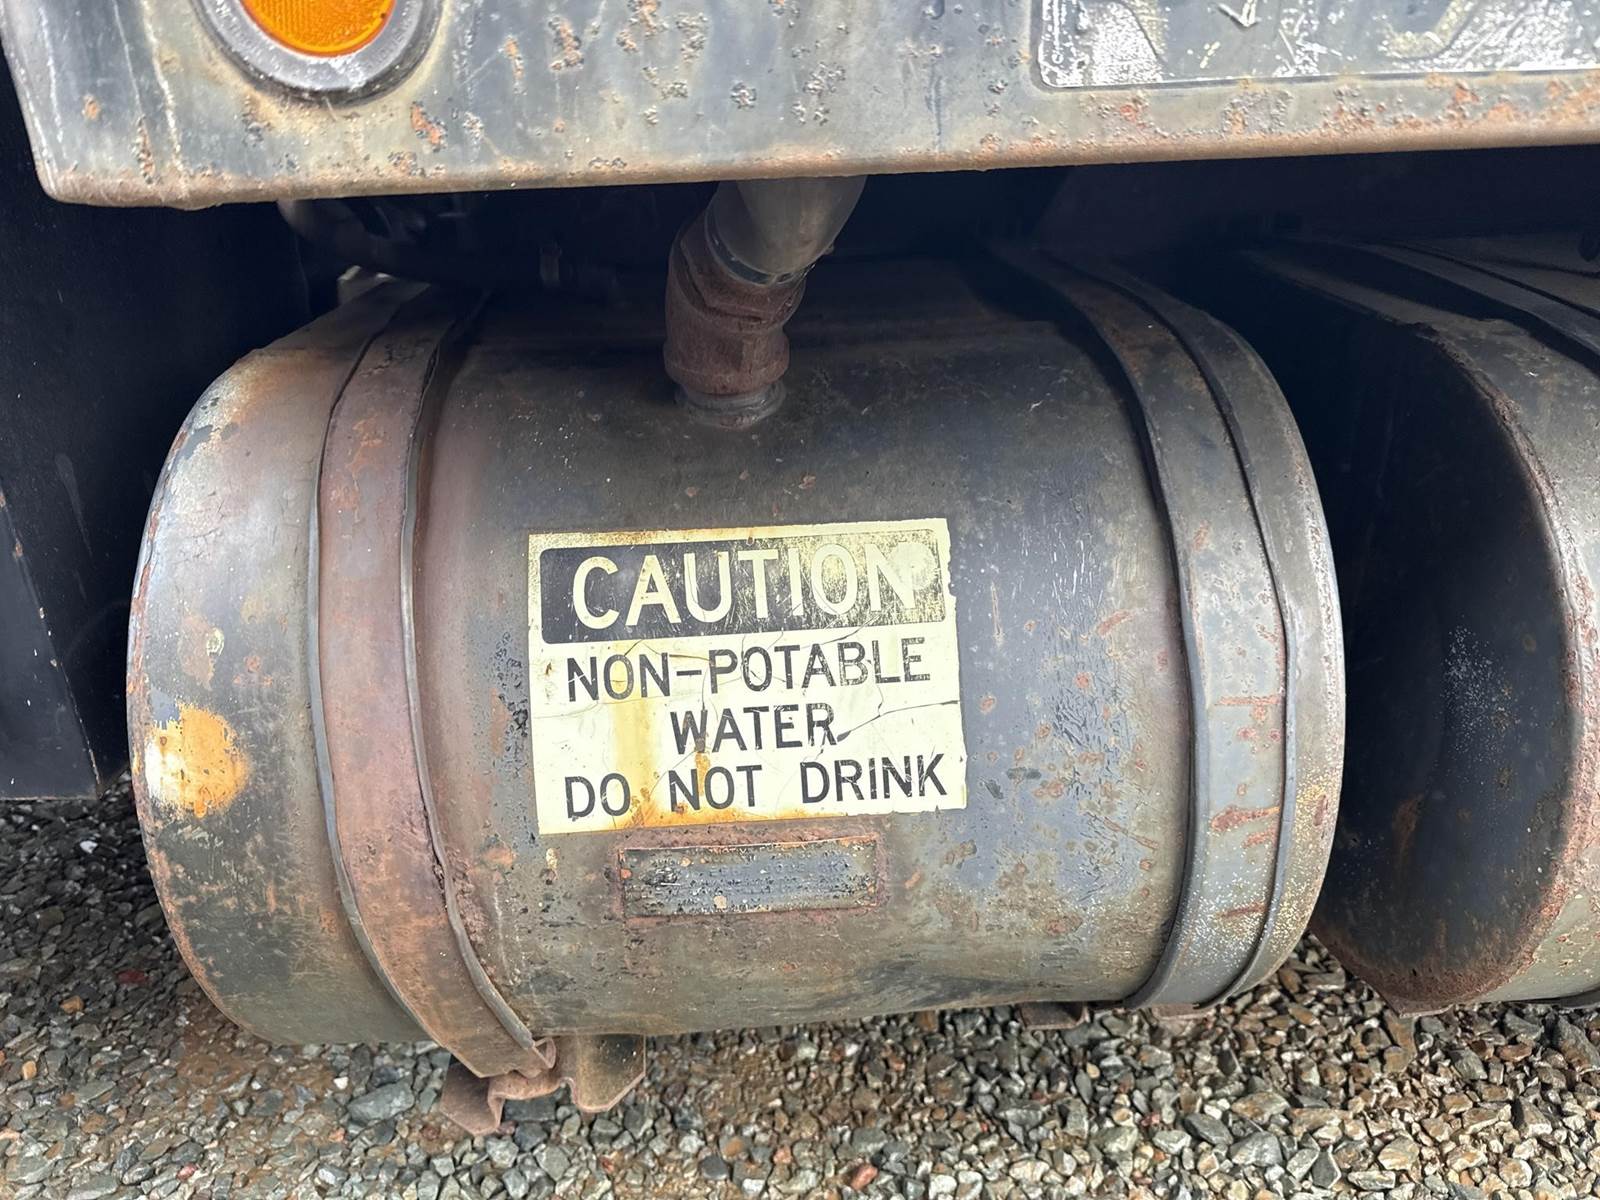 CAUTION
NON-POTABLE
WATER
DO NOT DRINK